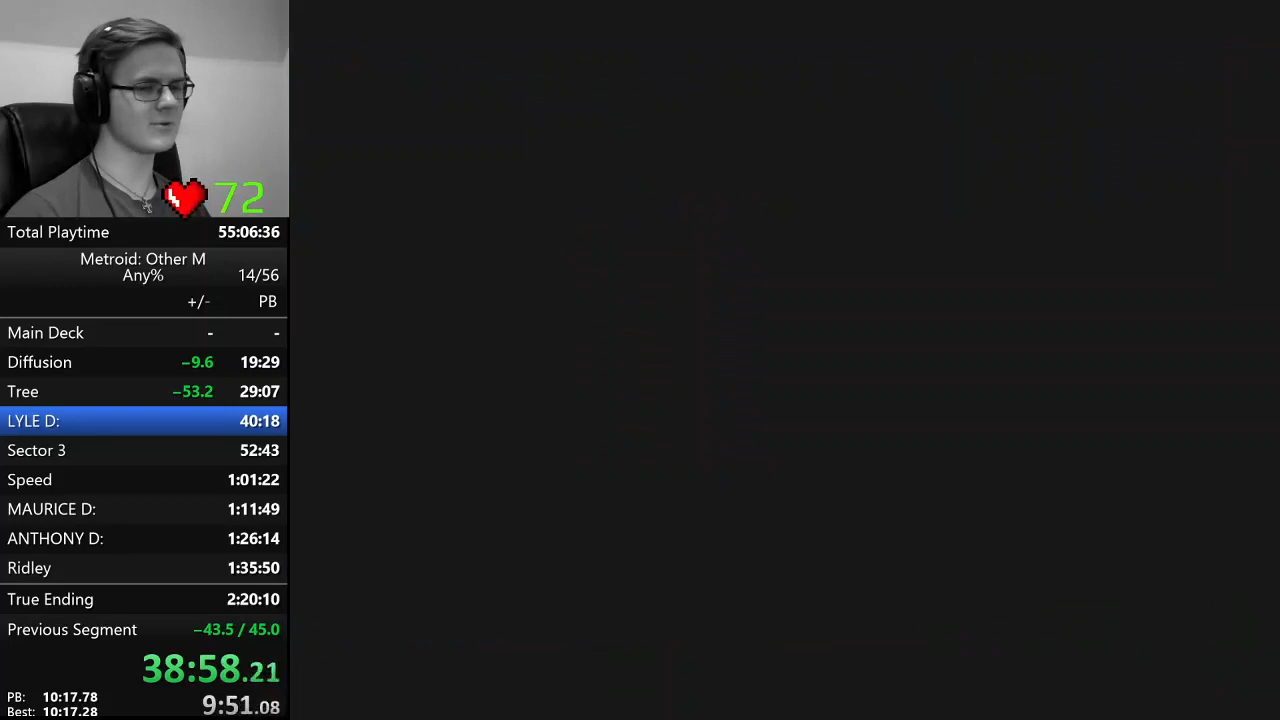 72
Total Playtime 55:06:36
Metroid: Other M
Any% 14/56
+/- PB
Main Deck - -
Diffusion −9.6 19:29
Tree −53.2 29:07
LYLE D: 40:18
Sector 3 52:43
Speed 1:01:22
MAURICE D: 1:11:49
ANTHONY D: 1:26:14
Ridley 1:35:50
True Ending 2:20:10
Previous Segment −43.5 / 45.0
38:58.21
PB: 10:17.78
Best: 10:17.28
9:51.08